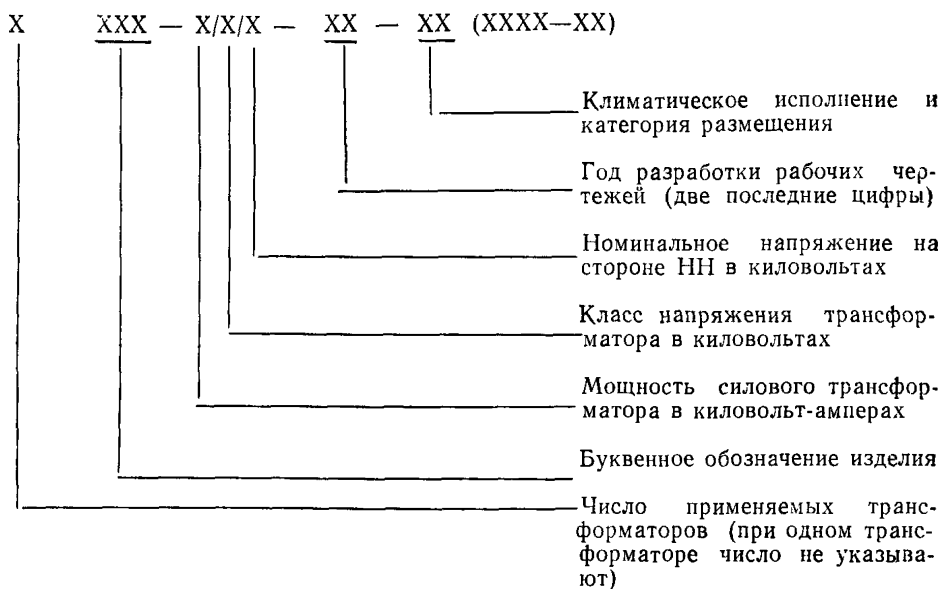 X XXX — X/X/X — XX — XX (XXXX—XX)
Климатическое исполнение и
категория размещения
Год разработки рабочих чер-
тежей (две последние цифры)
Номинальное напряжение на
стороне НН в киловольтах
Класс напряжения трансфор-
матора в киловольтах
Мощность силового трансфор-
матора в киловольт-амперах
Буквенное обозначение изделия
Число применяемых транс-
форматоров (при одном транс-
форматоре число не указыва-
ют)